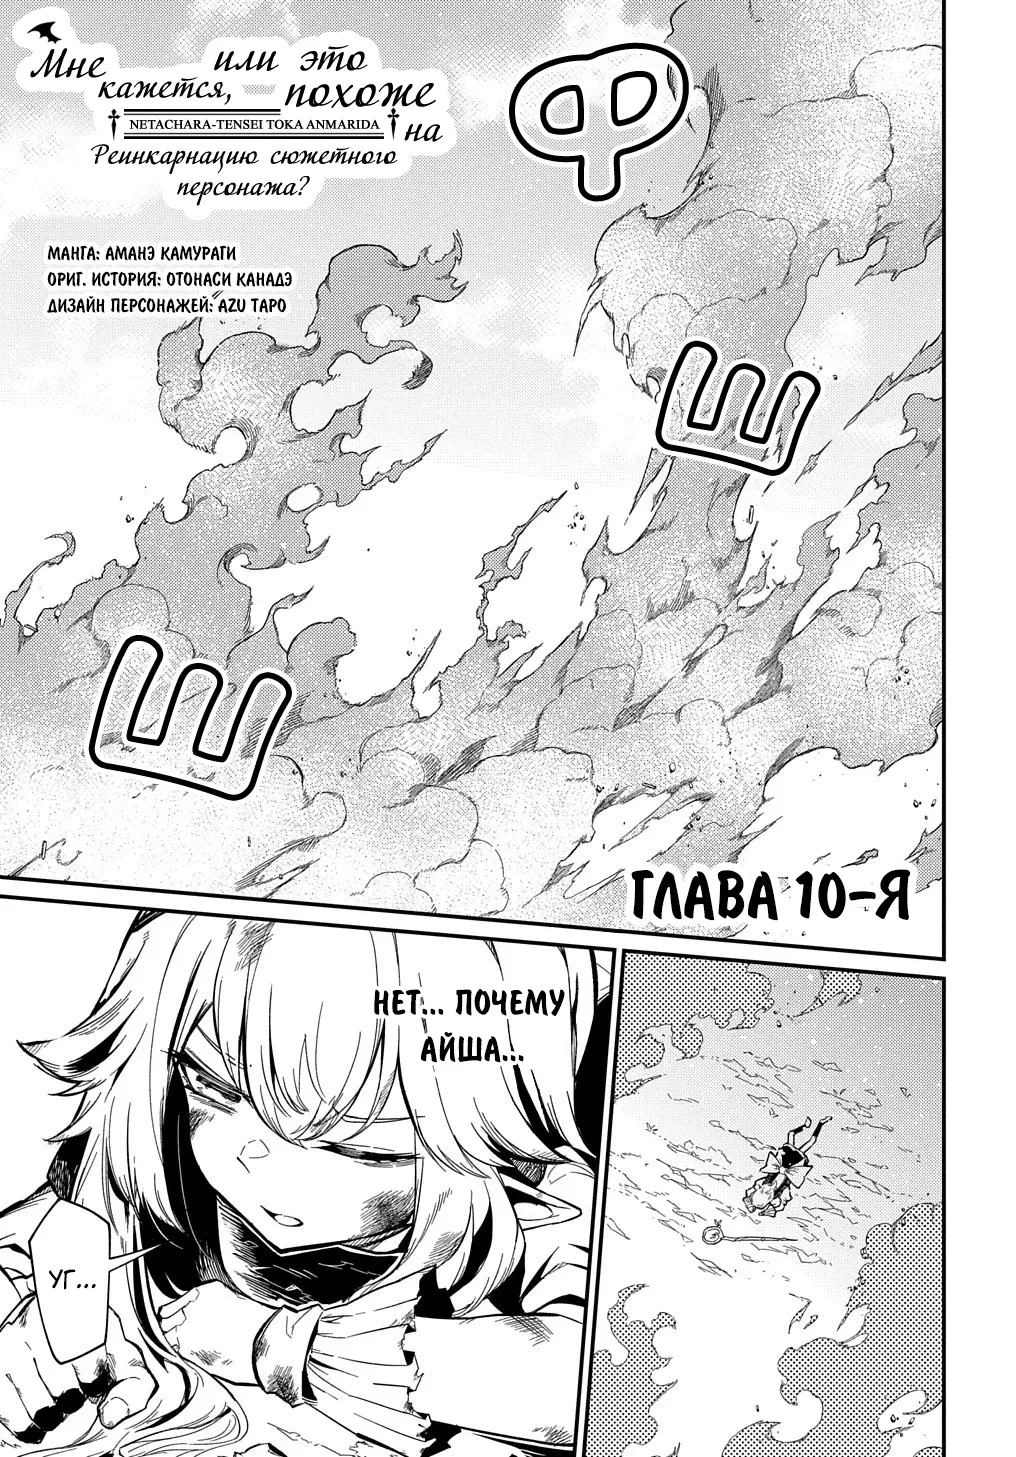 Мне
кажется,
или это
похоже
на
NETACHARA-TENSEI TOKA ANMARIDA
Реинкарнацию сюжетного
персонажа?
МАНГА: АМАНЭ КАМУРАГИ
ОРИГ. ИСТОРИЯ: ОТОНАСИ КАНАДЭ
ДИЗАЙН ПЕРСОНАЖЕЙ: AZU ТАРО
Ф
Ш
Ш
ГЛАВА 10-Я
НЕТ... ПОЧЕМУ
АЙША...
УГ...